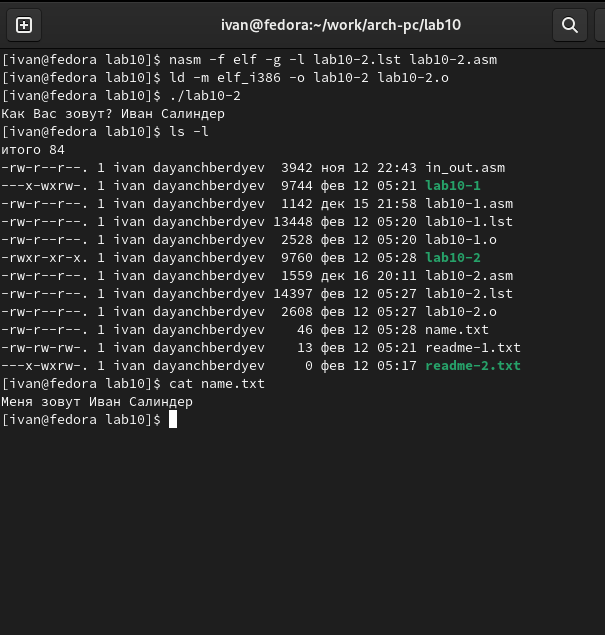 ivan@fedora:~/work/arch-pc/lab10
[ivan@fedora lab10]$ nasm -f elf -g -l lab10-2.lst lab10-2.asm
[ivan@fedora lab10]$ ld -m elf_i386 -o lab10-2 lab10-2.o
[ivan@fedora lab10]$ ./lab10-2
Как Вас зовут? Иван Салиндер
[ivan@fedora lab10]$ ls -l
итого 84
-rw-r--r--. 1 ivan dayanchberdyev  3942 ноя 12 22:43 in_out.asm
---x-wxrw-. 1 ivan dayanchberdyev  9744 фев 12 05:21 lab10-1
-rw-r--r--. 1 ivan dayanchberdyev  1142 дек 15 21:58 lab10-1.asm
-rw-r--r--. 1 ivan dayanchberdyev 13448 фев 12 05:20 lab10-1.lst
-rw-r--r--. 1 ivan dayanchberdyev  2528 фев 12 05:20 lab10-1.o
-rwxr-xr-x. 1 ivan dayanchberdyev  9760 фев 12 05:28 lab10-2
-rw-r--r--. 1 ivan dayanchberdyev  1559 дек 16 20:11 lab10-2.asm
-rw-r--r--. 1 ivan dayanchberdyev 14397 фев 12 05:27 lab10-2.lst
-rw-r--r--. 1 ivan dayanchberdyev  2608 фев 12 05:27 lab10-2.o
-rw-r--r--. 1 ivan dayanchberdyev    46 фев 12 05:28 name.txt
-rw-rw-rw-. 1 ivan dayanchberdyev    13 фев 12 05:21 readme-1.txt
---x-wxrw-. 1 ivan dayanchberdyev     0 фев 12 05:17 readme-2.txt
[ivan@fedora lab10]$ cat name.txt
Меня зовут Иван Салиндер
[ivan@fedora lab10]$